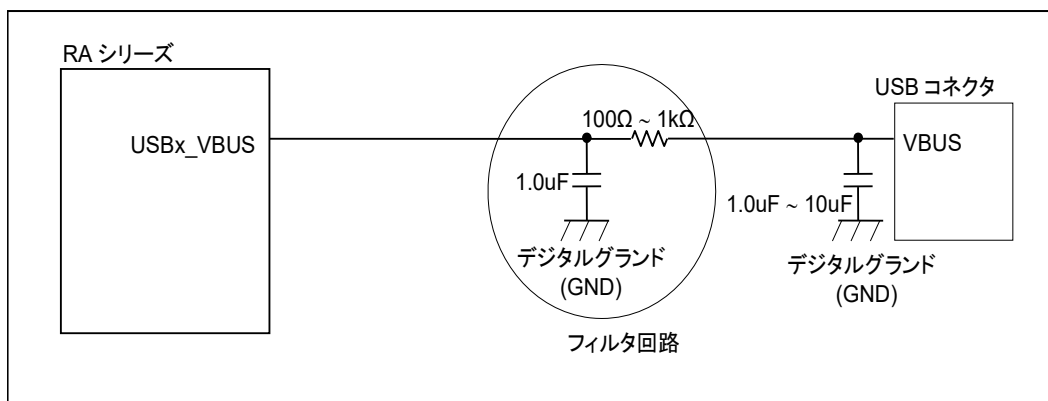 RA シリーズ
USBx_VBUS
100Ω ~ 1kΩ
1.0uF
デジタルグランド
(GND)
フィルタ回路
USB コネクタ
VBUS
1.0uF ~ 10uF
デジタルグランド
(GND)